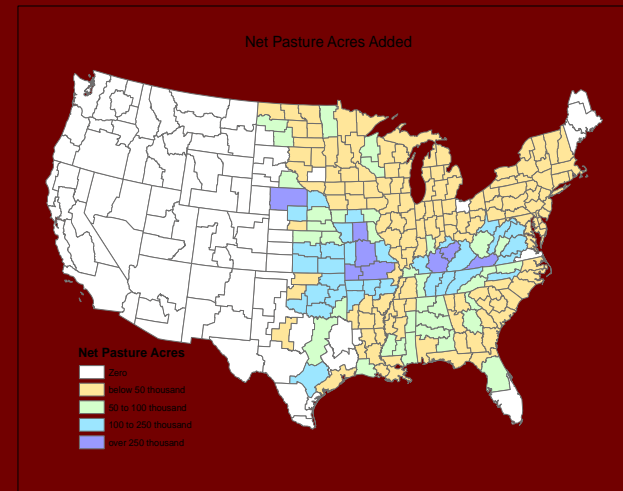 Net Pasture Acres Added
Net Pasture Acres
Zero
below 50 thousand
50 to 100 thousand
100 to 250 thousand
over 250 thousand